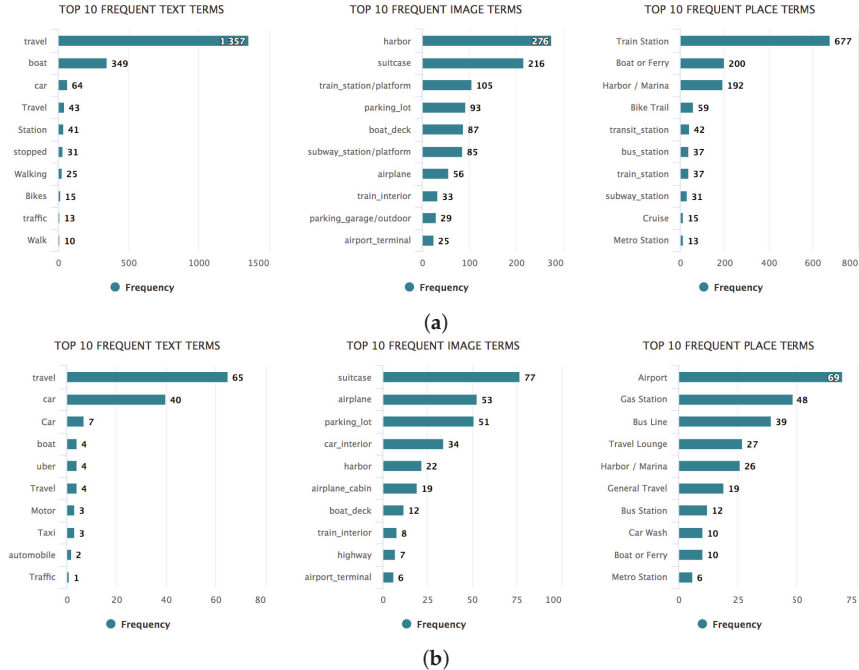 TOP 10 FREQUENT TEXT TERMS
travel 1 357
boat 349
car 64
Travel 43
Station 41
stopped 31
Walking 25
Bikes 15
traffic 13
Walk 10
0 500 1000 1500
Frequency
TOP 10 FREQUENT IMAGE TERMS
harbor 276
suitcase 216
train_station/platform 105
parking_lot 93
boat_deck 87
subway_station/platform 85
airplane 56
train_interior 33
parking_garage/outdoor 29
airport_terminal 25
0 100 200 300
Frequency
TOP 10 FREQUENT PLACE TERMS
Train Station 677
Boat or Ferry 200
Harbor / Marina 192
Bike Trail 59
transit_station 42
bus_station 37
train_station 37
subway_station 31
Cruise 15
Metro Station 13
0 200 400 600 800
Frequency
(a)
TOP 10 FREQUENT TEXT TERMS
travel 65
car 40
Car 7
boat 4
uber 4
Travel 4
Motor 3
Taxi 3
automobile 2
Traffic 1
0 20 40 60 80
Frequency
TOP 10 FREQUENT IMAGE TERMS
suitcase 77
airplane 53
parking_lot 51
car_interior 34
harbor 22
airplane_cabin 19
boat_deck 12
train_interior 8
highway 7
airport_terminal 6
0 25 50 75 100
Frequency
TOP 10 FREQUENT PLACE TERMS
Airport 69
Gas Station 48
Bus Line 39
Travel Lounge 27
Harbor / Marina 26
General Travel 19
Bus Station 12
Car Wash 10
Boat or Ferry 10
Metro Station 6
0 25 50 75
Frequency
(b)